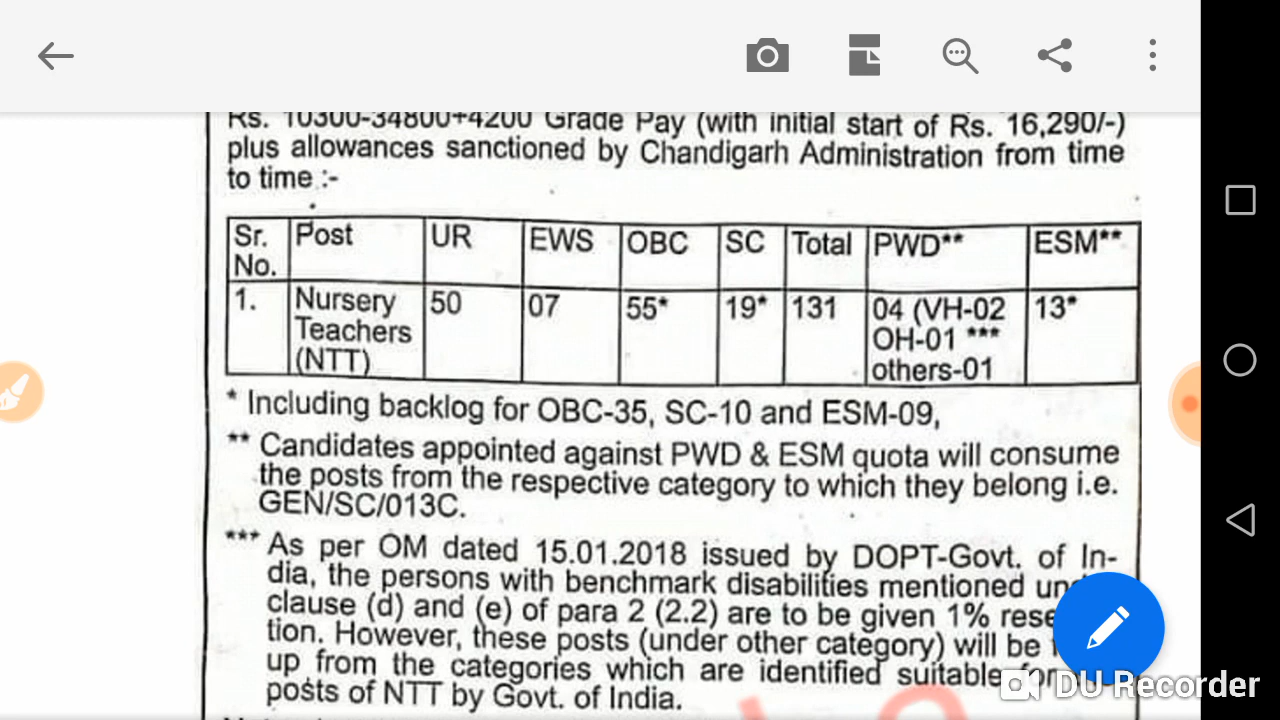 Rs. 10300-34800+4200 Grade Pay (with initial start of Rs. 16,290/-)
plus allowances sanctioned by Chandigarh Administration from time
to time :-
Sr. No. Post UR EWS OBC SC Total PWD** ESM**
1. Nursery Teachers (NTT) 50 07 55* 19* 131 04 (VH-02 OH-01 *** others-01 13*
* Including backlog for OBC-35, SC-10 and ESM-09,
** Candidates appointed against PWD & ESM quota will consume
the posts from the respective category to which they belong i.e.
GEN/SC/013C.
*** As per OM dated 15.01.2018 issued by DOPT-Govt. of In-
dia, the persons with benchmark disabilities mentioned
clause (d) and (e) of para 2 (2.2) are to be given 1%
tion. However, these posts (under other category) will be
up from the categories which are identified suitable
posts of NTT by Govt. of India.
DU Recorder